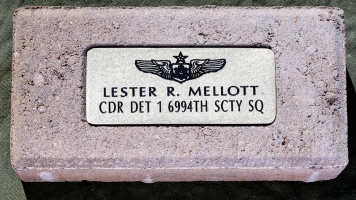 LESTER R. MELLOTT
CDR DET 1 6994TH SCTY SQ